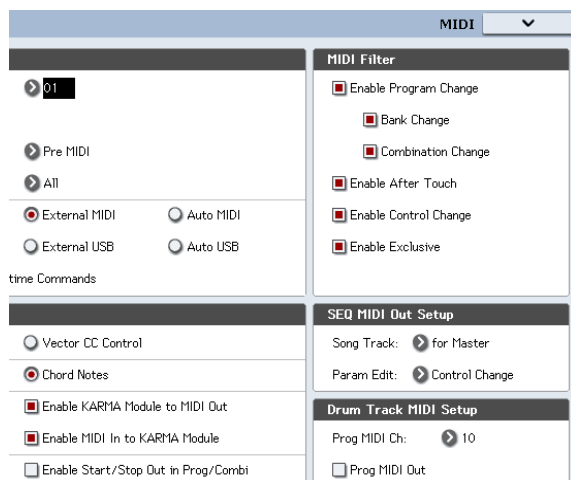 MIDI
01
Pre MIDI
All
External MIDI Auto MIDI
External USB Auto USB
time Commands
Vector CC Control
Chord Notes
Enable KARMA Module to MIDI Out
Enable MIDI In to KARMA Module
Enable Start/Stop Out in Prog/Combi
MIDI Filter
Enable Program Change
Bank Change
Combination Change
Enable After Touch
Enable Control Change
Enable Exclusive
SEQ MIDI Out Setup
Song Track: for Master
Param Edit: Control Change
Drum Track MIDI Setup
Prog MIDI Ch: 10
Prog MIDI Out